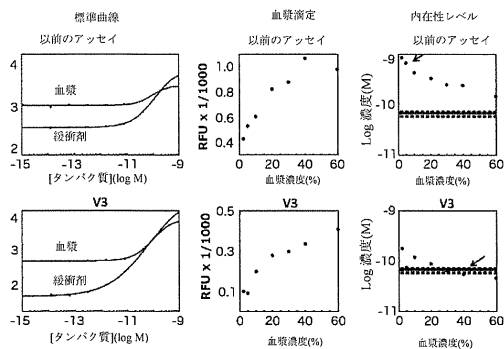 標準曲線
血漿滴定
内在性レベル
以前のアッセイ
以前のアッセイ
以前のアッセイ
4
3
2
血漿
緩衝剤
-15 -13 -11 -9
[タンパク質](log M)
RFU x 1/1000
1.0
0.8
0.6
0.4
0 20 40 60
血漿濃度(%)
Log 濃度(M)
-9
-10
-11
0 20 40 60
血漿濃度(%)
V3
V3
V3
4
3
2
血漿
緩衝剤
-15 -13 -11 -9
[タンパク質](log M)
RFU x 1/1000
0.5
0.3
0.1
0 20 40 60
血漿濃度(%)
Log 濃度(M)
-9
-10
-11
0 20 40 60
血漿濃度(%)